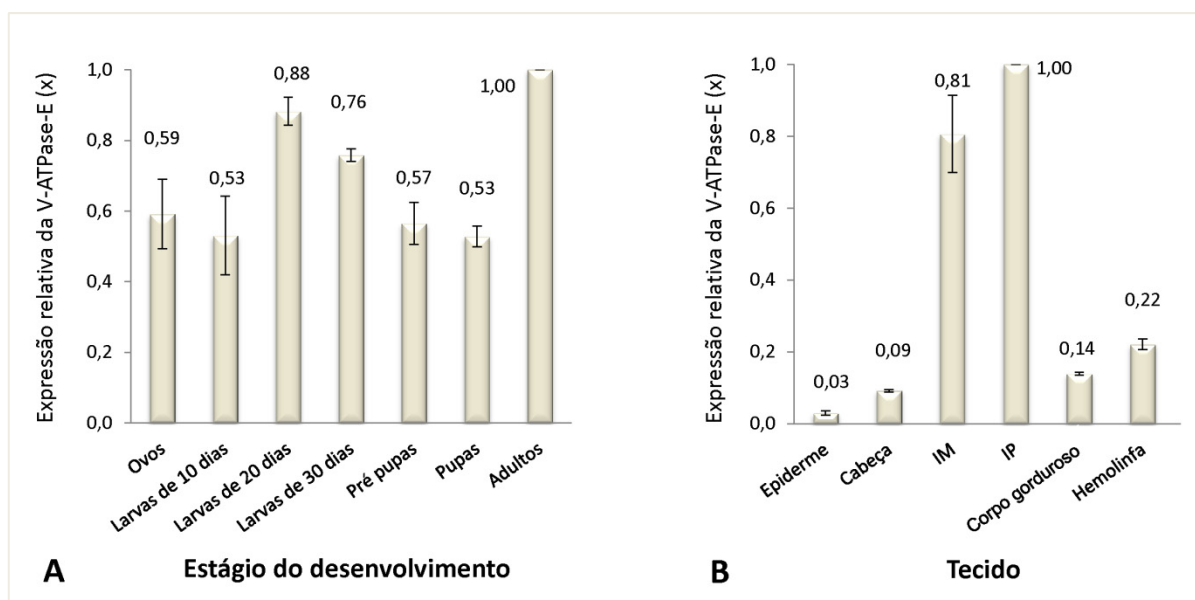 Expressão relativa da V-ATPase-E (x)
1,0
0,8
0,6
0,4
0,2
0,0
0,59
0,53
0,88
0,76
0,57
0,53
1,00
Ovos
Larvas de 10 dias
Larvas de 20 dias
Larvas de 30 dias
Pré pupas
Pupas
Adultos
A
Estágio do desenvolvimento
Expressão relativa da V-ATPase-E (x)
1,0
0,8
0,6
0,4
0,2
0,0
0,03
0,09
0,81
1,00
0,14
0,22
Epiderme
Cabeça
IM
IP
Corpo gorduroso
Hemolinfa
B
Tecido